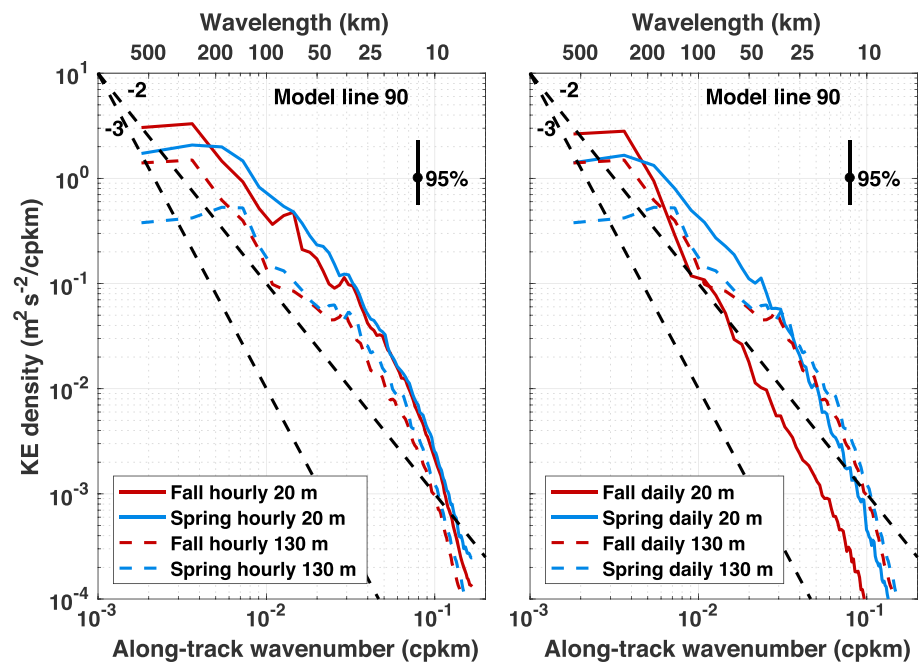 Wavelength (km)
500 200 100 50 25 10
Model line 90
-2
-3
95%
KE density (m² s⁻²/cpkm)
10¹
10⁰
10⁻¹
10⁻²
10⁻³
10⁻⁴
Fall hourly 20 m
Spring hourly 20 m
Fall hourly 130 m
Spring hourly 130 m
10⁻³ 10⁻² 10⁻¹
Along-track wavenumber (cpkm)
Wavelength (km)
500 200 100 50 25 10
Model line 90
-2
-3
95%
Fall daily 20 m
Spring daily 20 m
Fall daily 130 m
Spring daily 130 m
10⁻³ 10⁻² 10⁻¹
Along-track wavenumber (cpkm)